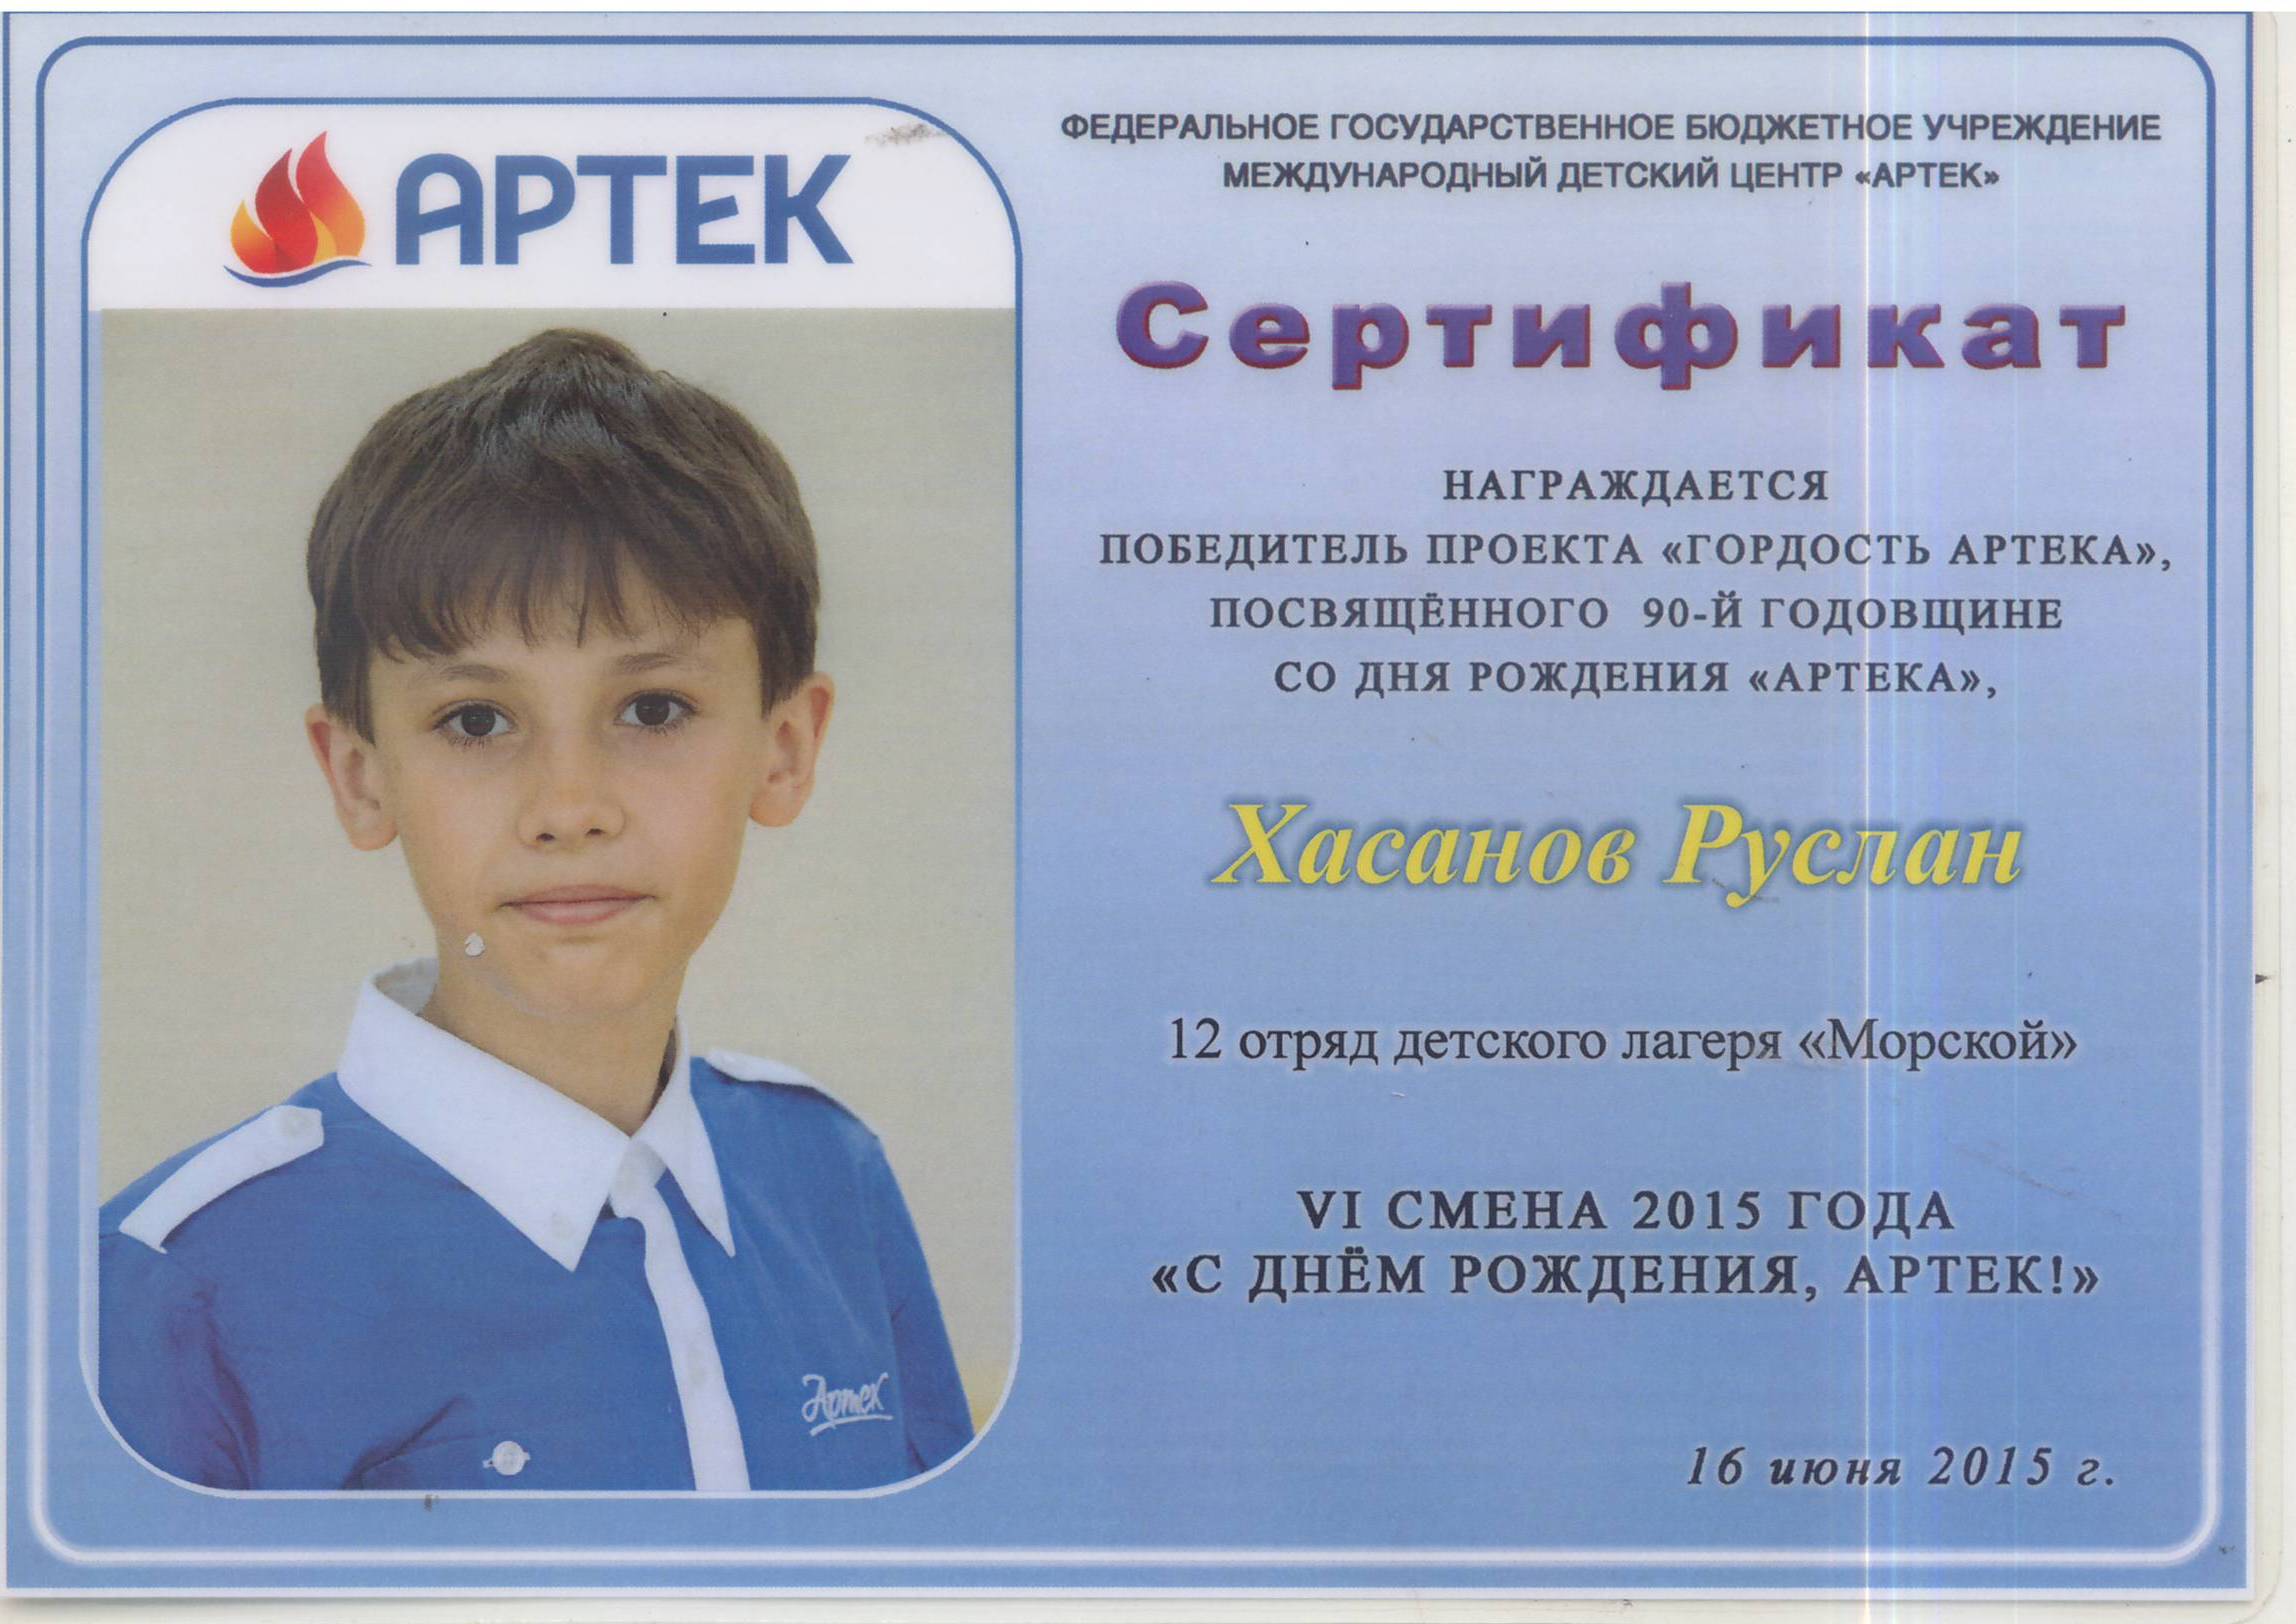 АРТЕК
ФЕДЕРАЛЬНОЕ ГОСУДАРСТВЕННОЕ БЮДЖЕТНОЕ УЧРЕЖДЕНИЕ
МЕЖДУНАРОДНЫЙ ДЕТСКИЙ ЦЕНТР «АРТЕК»
Сертификат
НАГРАЖДАЕТСЯ
ПОБЕДИТЕЛЬ ПРОЕКТА «ГОРДОСТЬ АРТЕКА»,
ПОСВЯЩЁННОГО 90-Й ГОДОВЩИНЕ
СО ДНЯ РОЖДЕНИЯ «АРТЕКА»,
Хасанов Руслан
12 отряд детского лагеря «Морской»
VI СМЕНА 2015 ГОДА
«С ДНЁМ РОЖДЕНИЯ, АРТЕК!»
16 июня 2015 г.
Артек